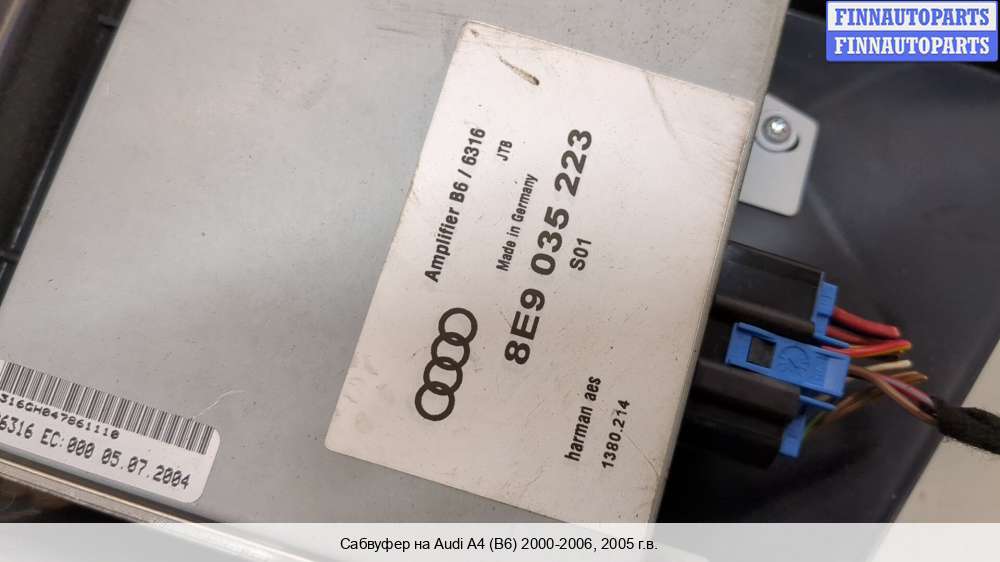 FINNAUTOPARTS
FINNAUTOPARTS
Amplifier B6 / 6316
JTB
Made in Germany
8E9 035 223
S01
harman aes
1380.214
316GH047861110
6316 EC:000 05.07.2004
Сабвуфер на Audi A4 (B6) 2000-2006, 2005 г.в.